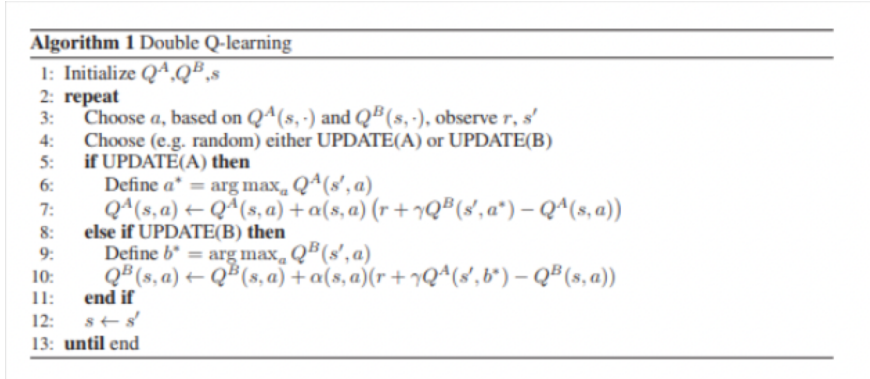 Algorithm 1 Double Q-learning
1: Initialize Q^A,Q^B,s
2: repeat
3: Choose a, based on Q^A(s, ·) and Q^B(s, ·), observe r, s′
4: Choose (e.g. random) either UPDATE(A) or UPDATE(B)
5: if UPDATE(A) then
6: Define a* = arg max_a Q^A(s′, a)
7: Q^A(s, a) ← Q^A(s, a) + α(s, a) (r + γQ^B(s′, a*) − Q^A(s, a))
8: else if UPDATE(B) then
9: Define b* = arg max_a Q^B(s′, a)
10: Q^B(s, a) ← Q^B(s, a) + α(s, a)(r + γQ^A(s′, b*) − Q^B(s, a))
11: end if
12: s ← s′
13: until end